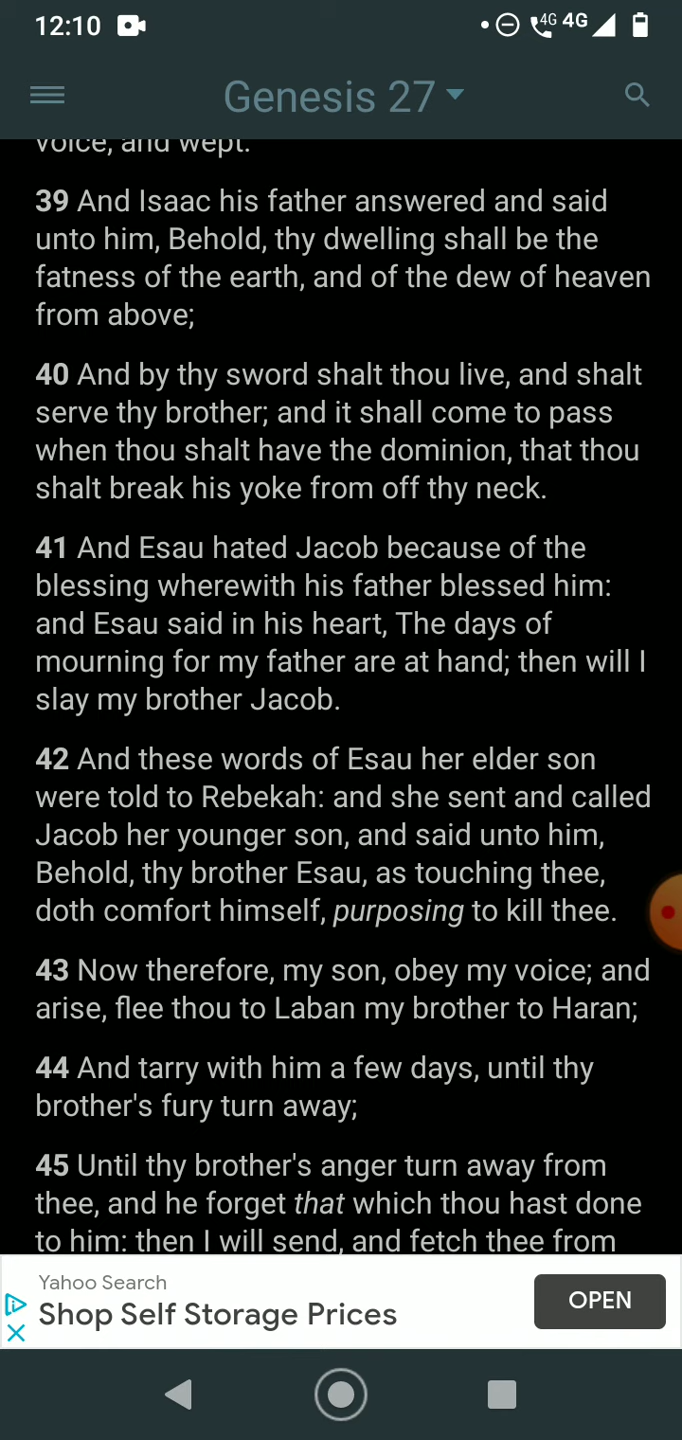 12:10
4G 4G
Genesis 27
voice, and wept.
39 And Isaac his father answered and said
unto him, Behold, thy dwelling shall be the
fatness of the earth, and of the dew of heaven
from above;
40 And by thy sword shalt thou live, and shalt
serve thy brother; and it shall come to pass
when thou shalt have the dominion, that thou
shalt break his yoke from off thy neck.
41 And Esau hated Jacob because of the
blessing wherewith his father blessed him:
and Esau said in his heart, The days of
mourning for my father are at hand; then will I
slay my brother Jacob.
42 And these words of Esau her elder son
were told to Rebekah: and she sent and called
Jacob her younger son, and said unto him,
Behold, thy brother Esau, as touching thee,
doth comfort himself, purposing to kill thee.
43 Now therefore, my son, obey my voice; and
arise, flee thou to Laban my brother to Haran;
44 And tarry with him a few days, until thy
brother's fury turn away;
45 Until thy brother's anger turn away from
thee, and he forget that which thou hast done
to him: then I will send, and fetch thee from
Yahoo Search
Shop Self Storage Prices
OPEN